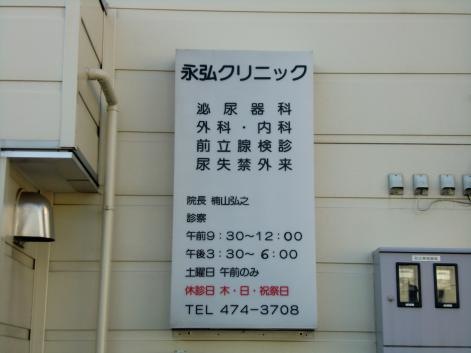 永弘クリニック
泌尿器科
外科・内科
前立腺検診
尿失禁外来
院長 楠山弘之
診察
午前9:30〜12:00
午後3:30〜6:00
土曜日 午前のみ
休診日 木・日・祝祭日
TEL 474-3708